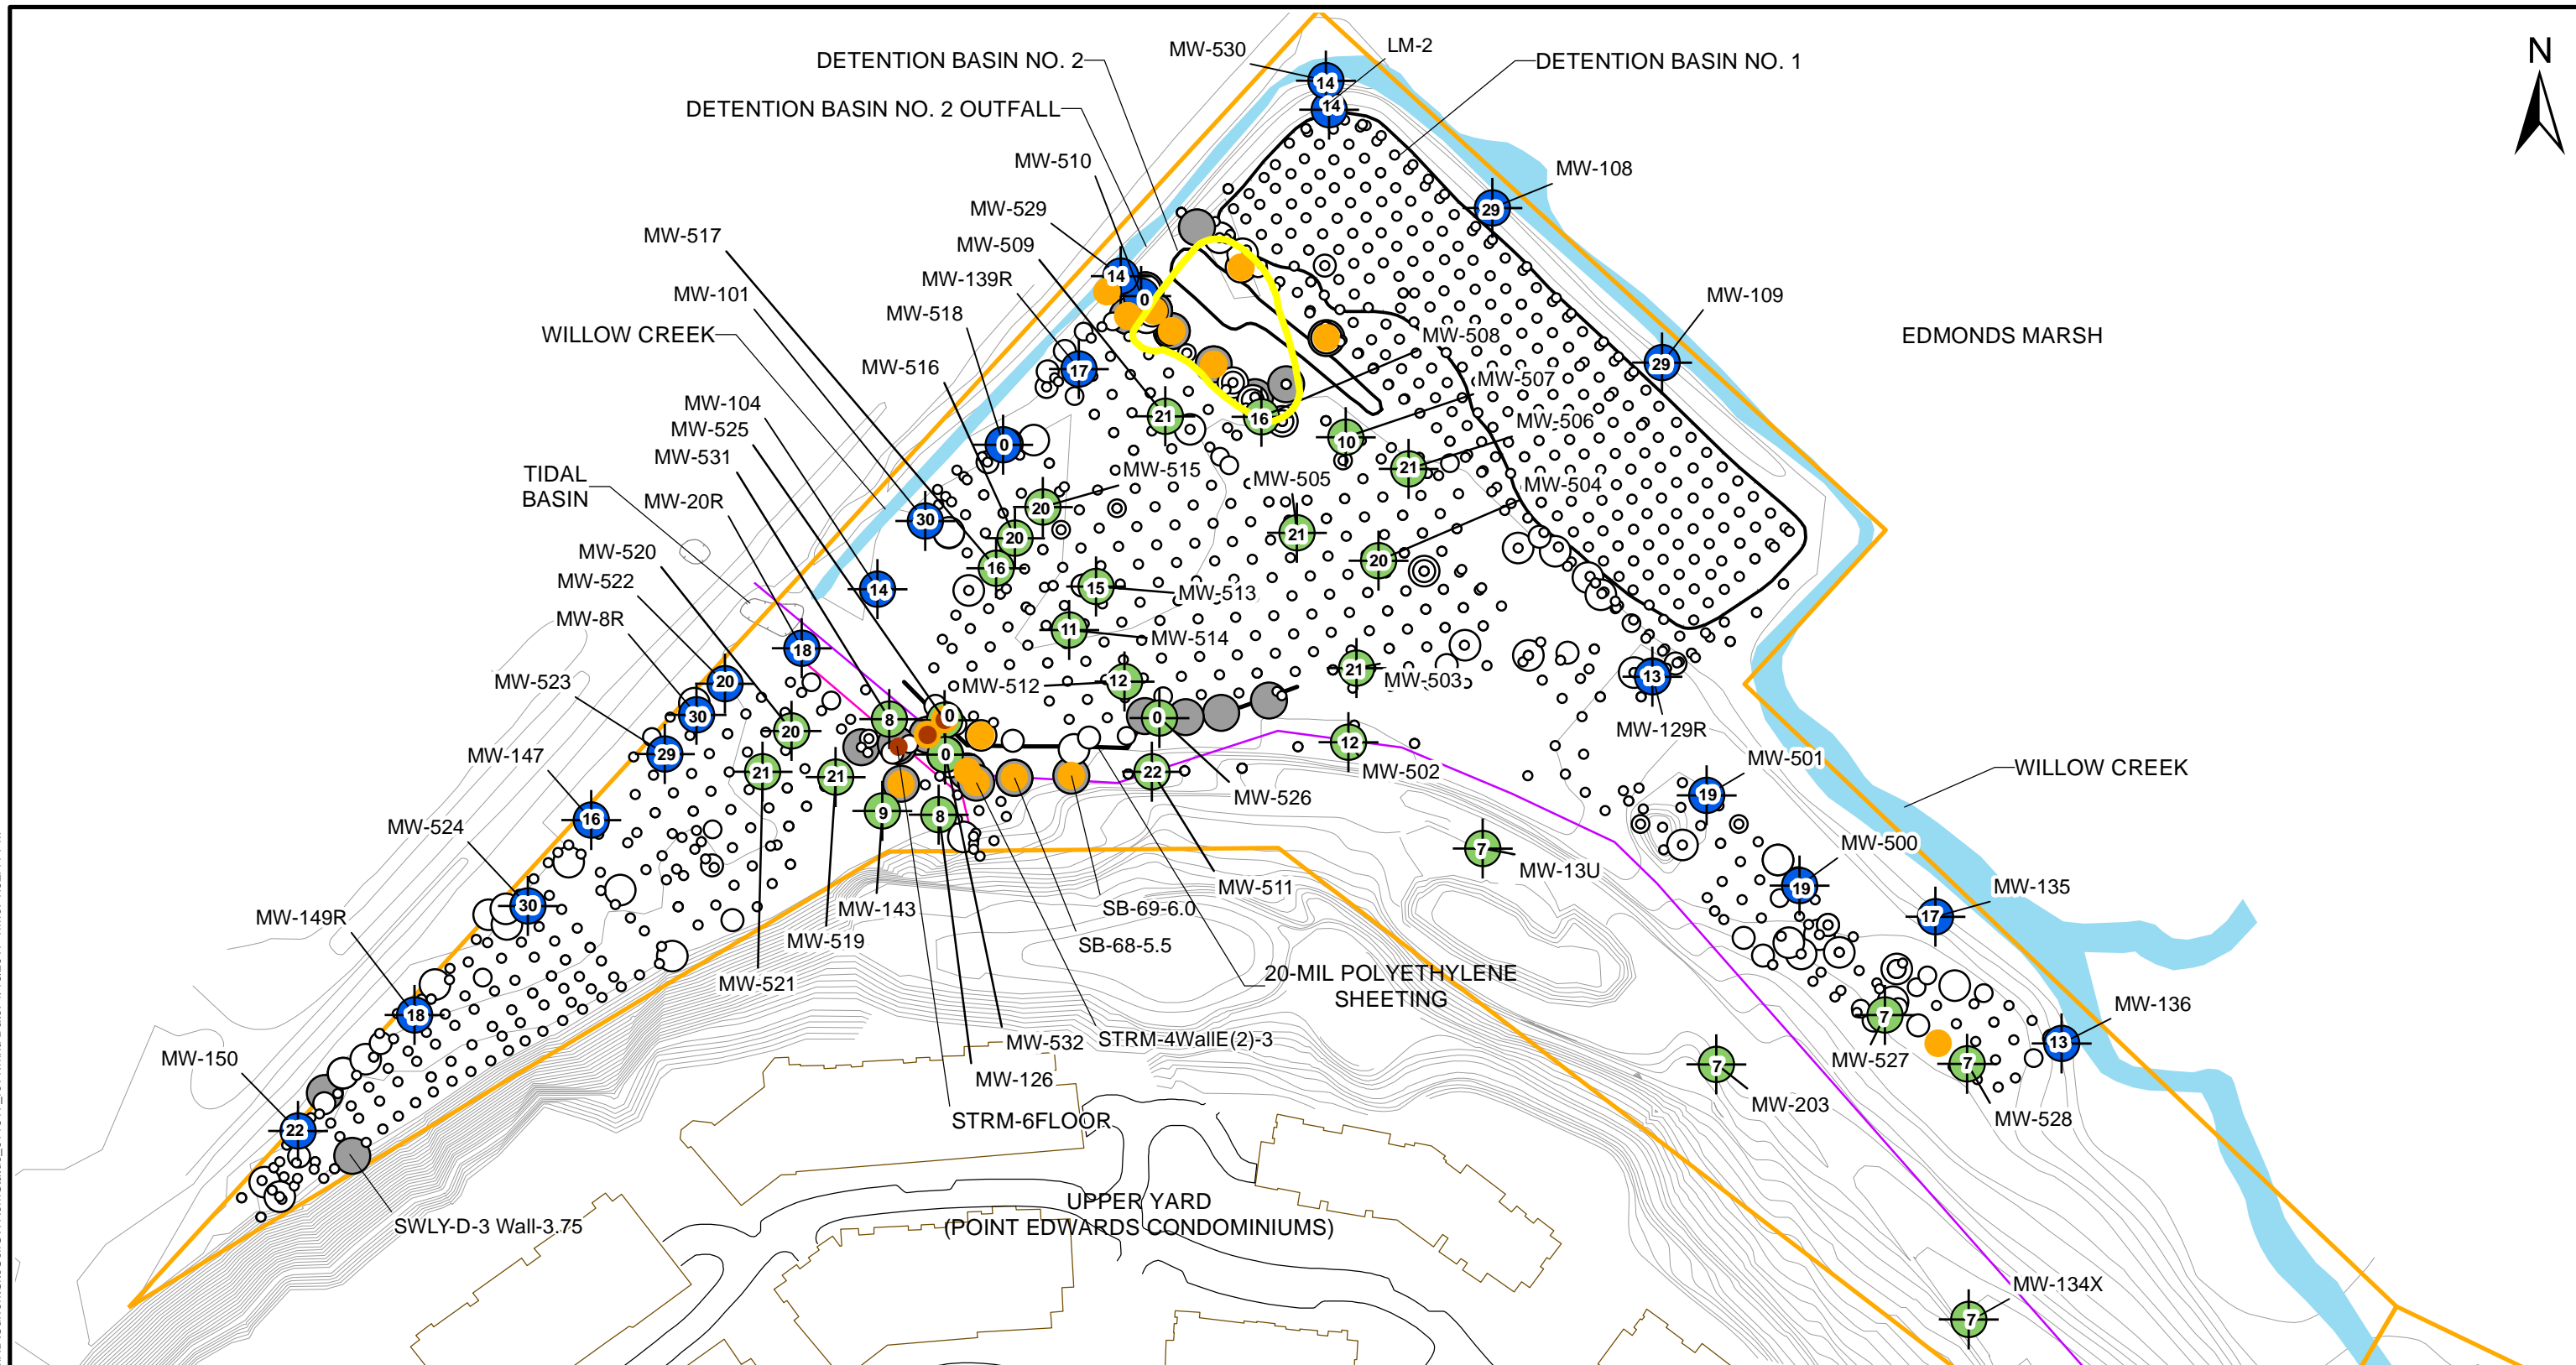 N
MW-530
LM-2
DETENTION BASIN NO. 2
DETENTION BASIN NO. 1
DETENTION BASIN NO. 2 OUTFALL
MW-510
MW-108
MW-529
MW-517
MW-509
MW-139R
MW-101
MW-109
MW-518
WILLOW CREEK
MW-508
EDMONDS MARSH
MW-516
MW-507
MW-104
MW-506
MW-525
MW-531
MW-515
MW-505
MW-504
TIDAL
BASIN
MW-20R
MW-520
MW-522
MW-513
MW-8R
MW-514
MW-523
MW-512
MW-503
MW-129R
MW-147
MW-502
MW-501
WILLOW CREEK
MW-526
MW-524
MW-500
MW-13U
MW-511
MW-135
MW-149R
MW-143
SB-69-6.0
MW-519
SB-68-5.5
MW-521
20-MIL POLYETHYLENE
SHEETING
MW-136
MW-532
STRM-4WallE(2)-3
MW-150
MW-527
MW-126
MW-203
STRM-6FLOOR
MW-528
UPPER YARD
(POINT EDWARDS CONDOMINIUMS)
SWLY-D-3 Wall-3.75
MW-134X
14
14
29
14
0
17
29
21
16
10
0
21
20
30
20
21
20
16
14
15
11
18
12
21
13
20
30
8
0
0
20
12
29
0
21
21
22
19
16
9
8
7
19
30
17
18
7
13
7
7
22
7